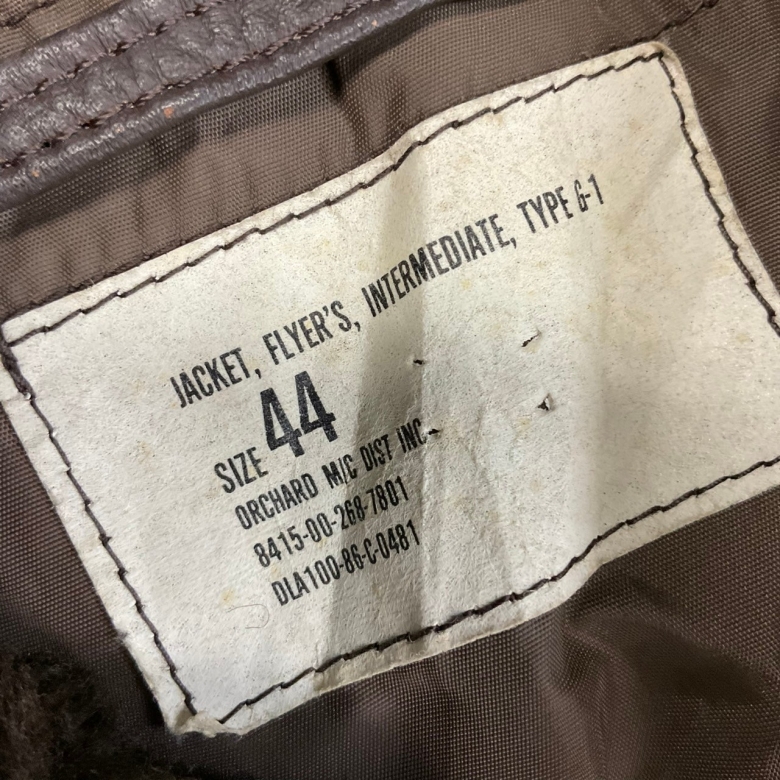 JACKET, FLYER'S, INTERMEDIATE, TYPE G-1
SIZE 44
ORCHARD M/C DIST INC
8415-00-268-7801
DLA100-86-C-0481